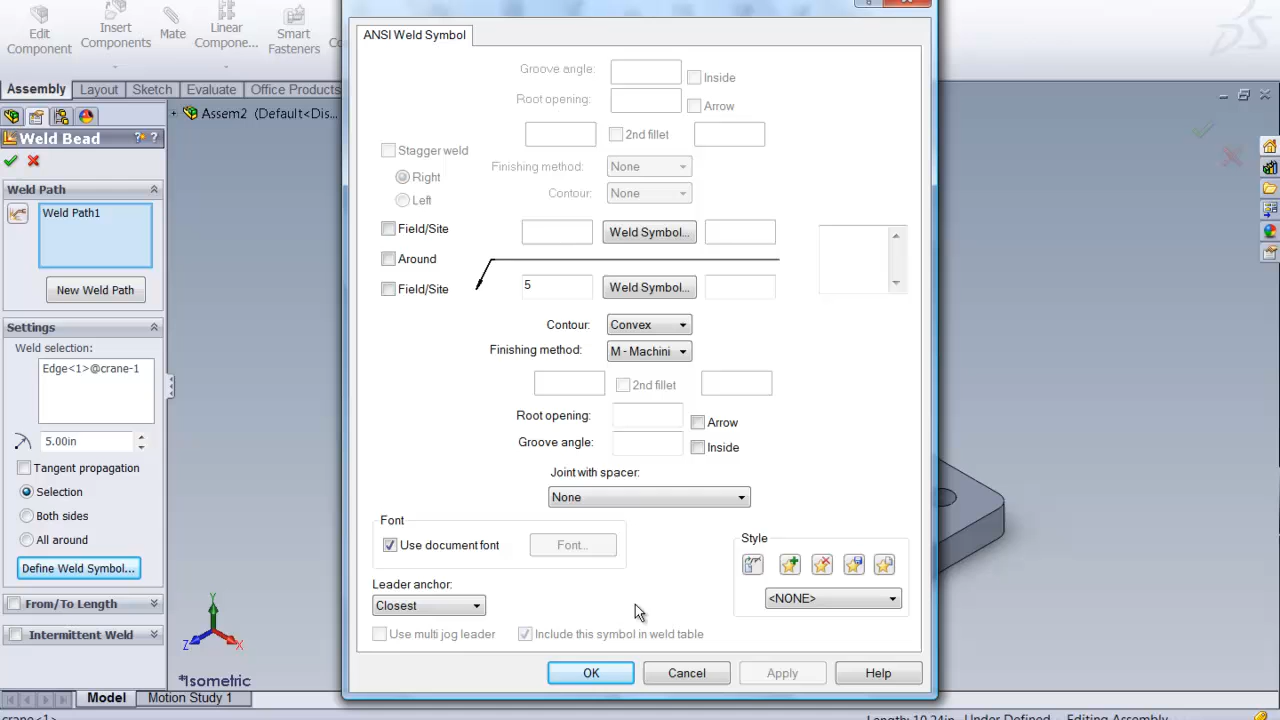 Edit
Component
Insert
Components
Mate
Linear
Compone...
Smart
Fasteners
Assembly
Layout
Sketch
Evaluate
Office Products
Assem2 (Default<Dis...
Weld Bead
Weld Path
Weld Path1
New Weld Path
Settings
Weld selection:
Edge<1>@crane-1
5.00in
Tangent propagation
Selection
Both sides
All around
Define Weld Symbol...
From/To Length
Intermittent Weld
ANSI Weld Symbol
Groove angle:
Inside
Root opening:
Arrow
2nd fillet
Stagger weld
Finishing method:
None
Right
Contour:
None
Left
Field/Site
Weld Symbol...
Around
Field/Site
5
Weld Symbol...
Contour:
Convex
Finishing method:
M - Machini
2nd fillet
Root opening:
Arrow
Groove angle:
Inside
Joint with spacer:
None
Font
Use document font
Font...
Style
<NONE>
Leader anchor:
Closest
Use multi jog leader
Include this symbol in weld table
OK
Cancel
Apply
Help
Y
Z
X
*Isometric
Model
Motion Study 1
crane<1>
Length: 10.24in
Under Defined
Editing Assembly